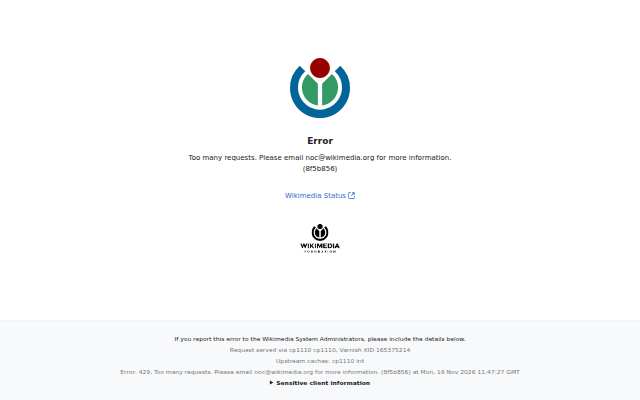 Error
Too many requests. Please email noc@wikimedia.org for more information.
(8f5b856)
Wikimedia Status
WIKIMEDIA
FOUNDATION
If you report this error to the Wikimedia System Administrators, please include the details below.
Request served via cp1110 cp1110, Varnish XID 165375214
Upstream caches: cp1110 int
Error: 429, Too many requests. Please email noc@wikimedia.org for more information. (8f5b856) at Mon, 16 Nov 2026 11:47:27 GMT
Sensitive client information